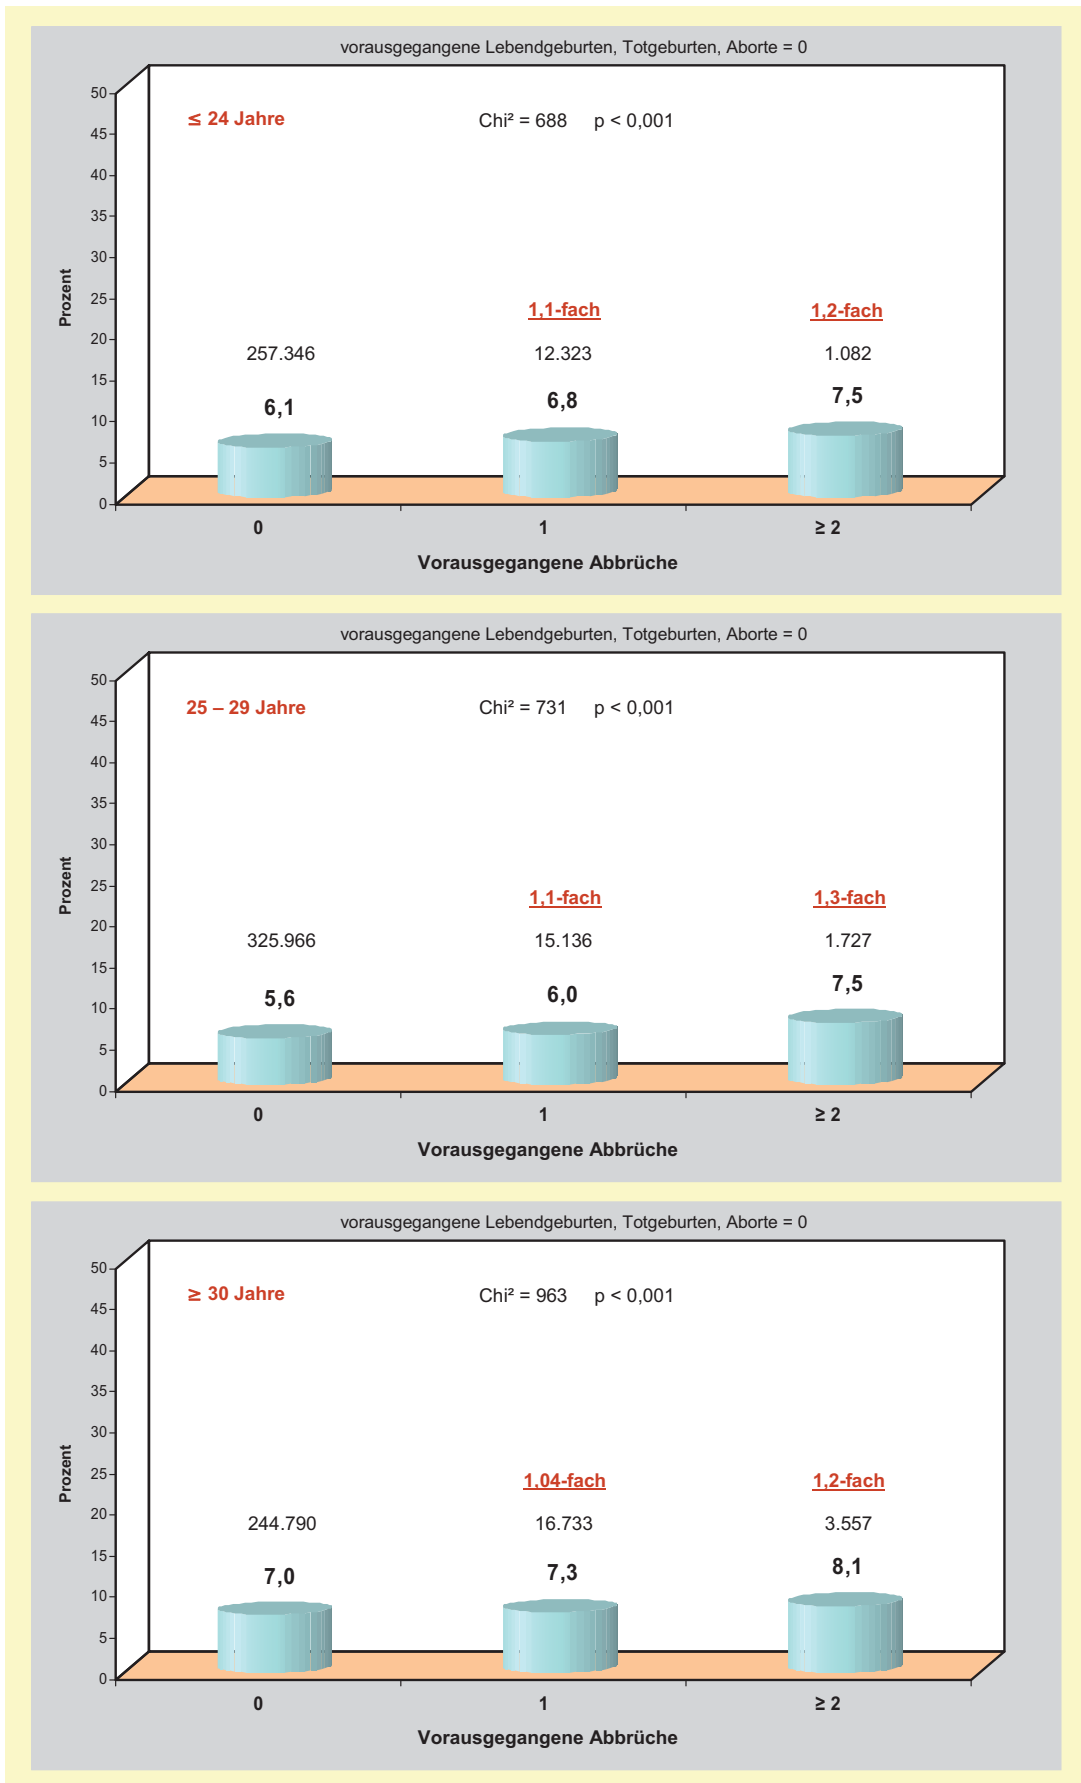 vorausgegangene Lebendgeburten, Totgeburten, Aborte = 0
50
≤ 24 Jahre
Chi² = 688 p < 0,001
45
40
35
30
Prozent
25
1,1-fach 1,2-fach
20
257.346 12.323 1.082
15
6,1 6,8 7,5
10
5
0
0 1 ≥ 2
Vorausgegangene Abbrüche
vorausgegangene Lebendgeburten, Totgeburten, Aborte = 0
50
25 – 29 Jahre
Chi² = 731 p < 0,001
45
40
35
30
Prozent
25
1,1-fach 1,3-fach
20
325.966 15.136 1.727
15
5,6 6,0 7,5
10
5
0
0 1 ≥ 2
Vorausgegangene Abbrüche
vorausgegangene Lebendgeburten, Totgeburten, Aborte = 0
50
≥ 30 Jahre
Chi² = 963 p < 0,001
45
40
35
30
Prozent
25
1,04-fach 1,2-fach
20
244.790 16.733 3.557
15
7,0 7,3 8,1
10
5
0
0 1 ≥ 2
Vorausgegangene Abbrüche